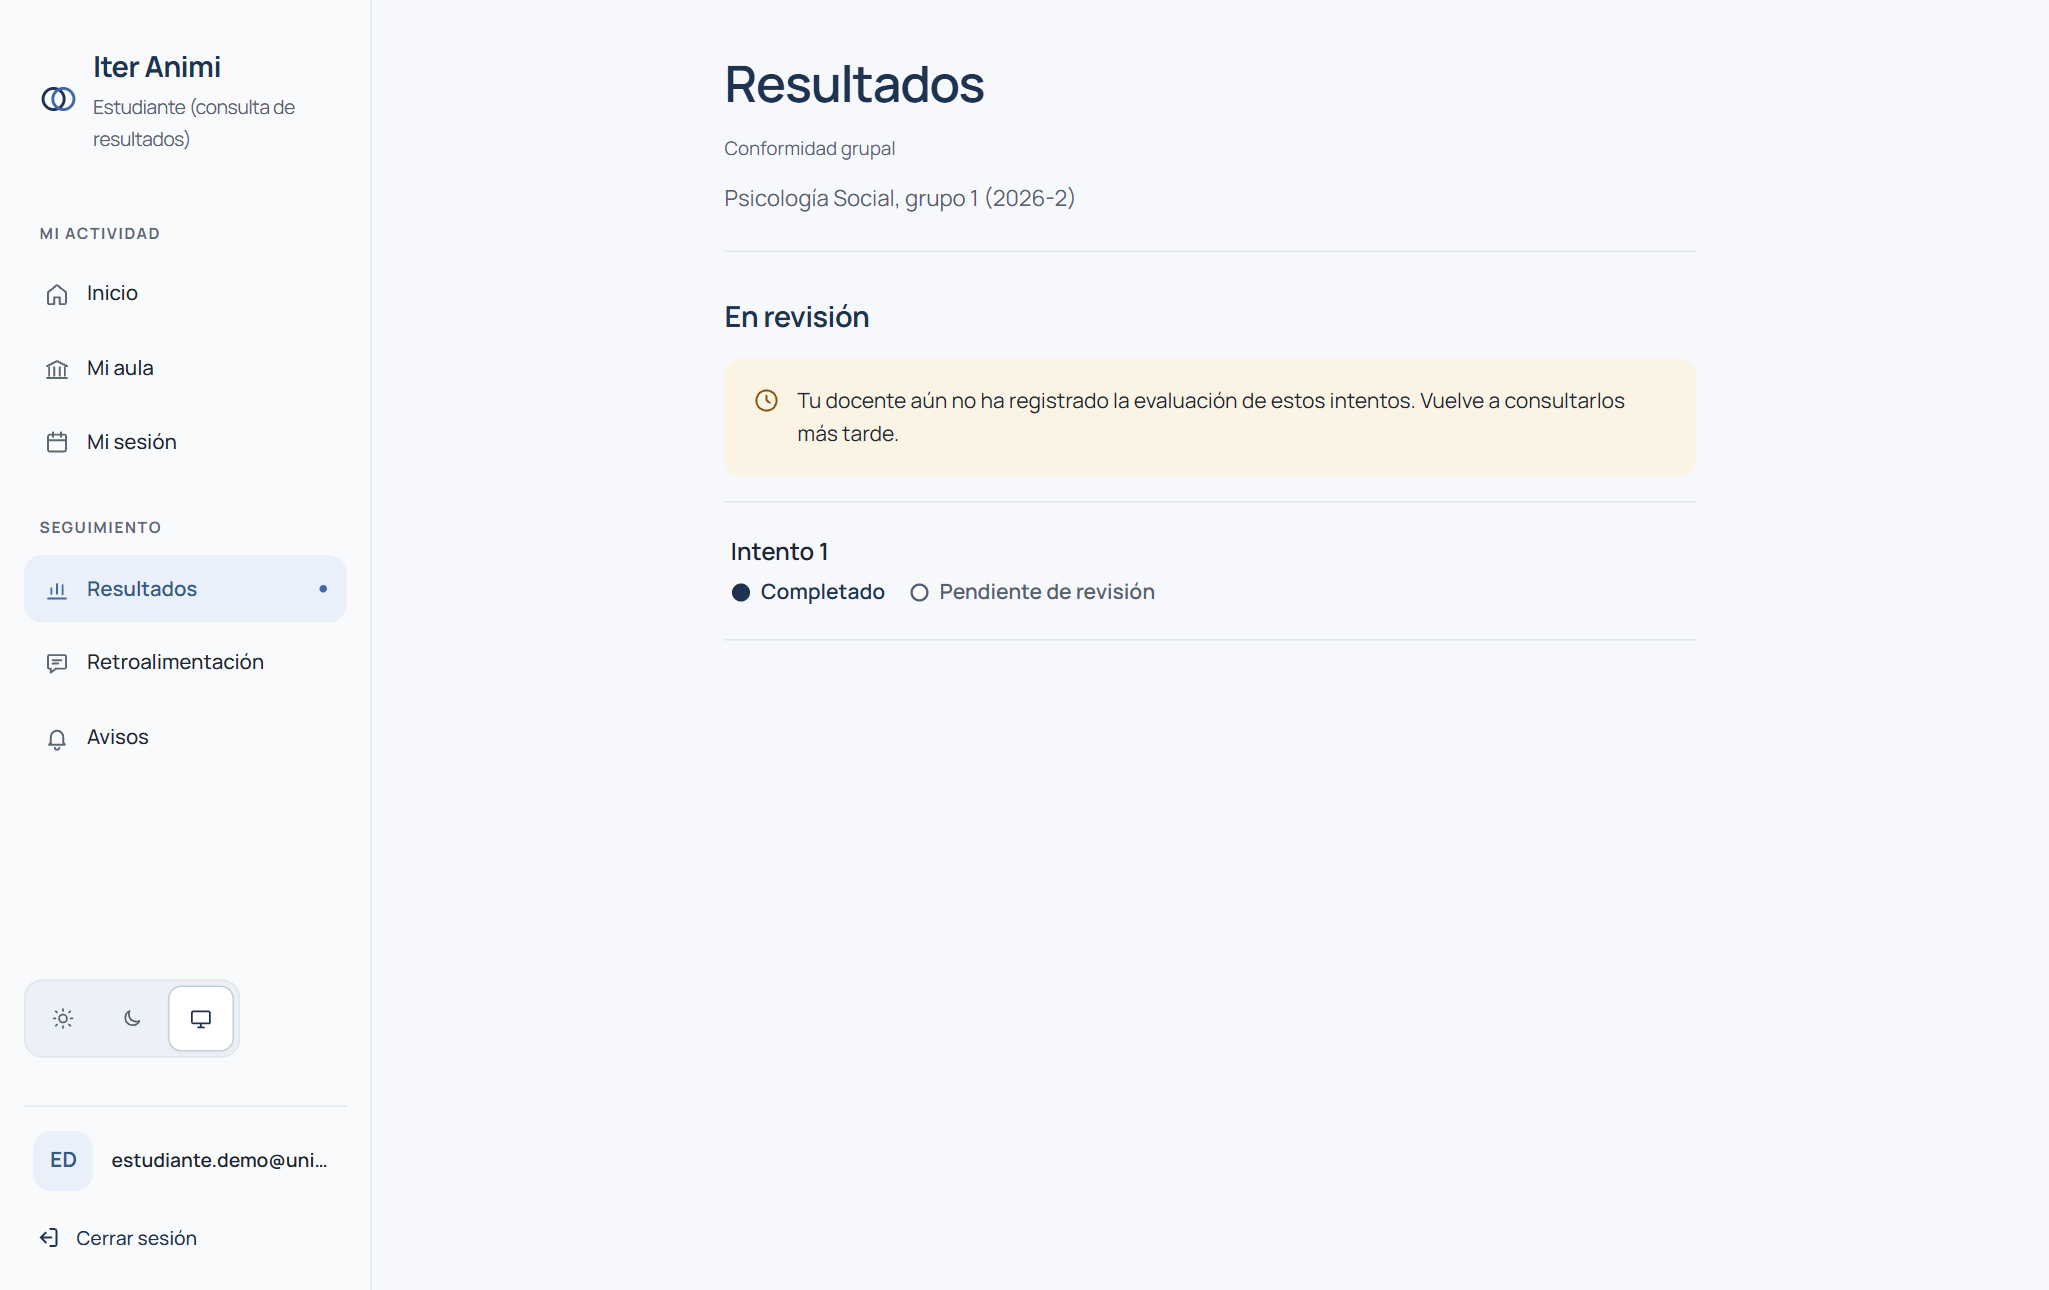 Iter Animi
Estudiante (consulta de
resultados)
MI ACTIVIDAD
Inicio
Mi aula
Mi sesión
SEGUIMIENTO
Resultados
Retroalimentación
Avisos
ED
estudiante.demo@uni...
Cerrar sesión
Resultados
Conformidad grupal
Psicología Social, grupo 1 (2026-2)
En revisión
Tu docente aún no ha registrado la evaluación de estos intentos. Vuelve a consultarlos
más tarde.
Intento 1
Completado
Pendiente de revisión